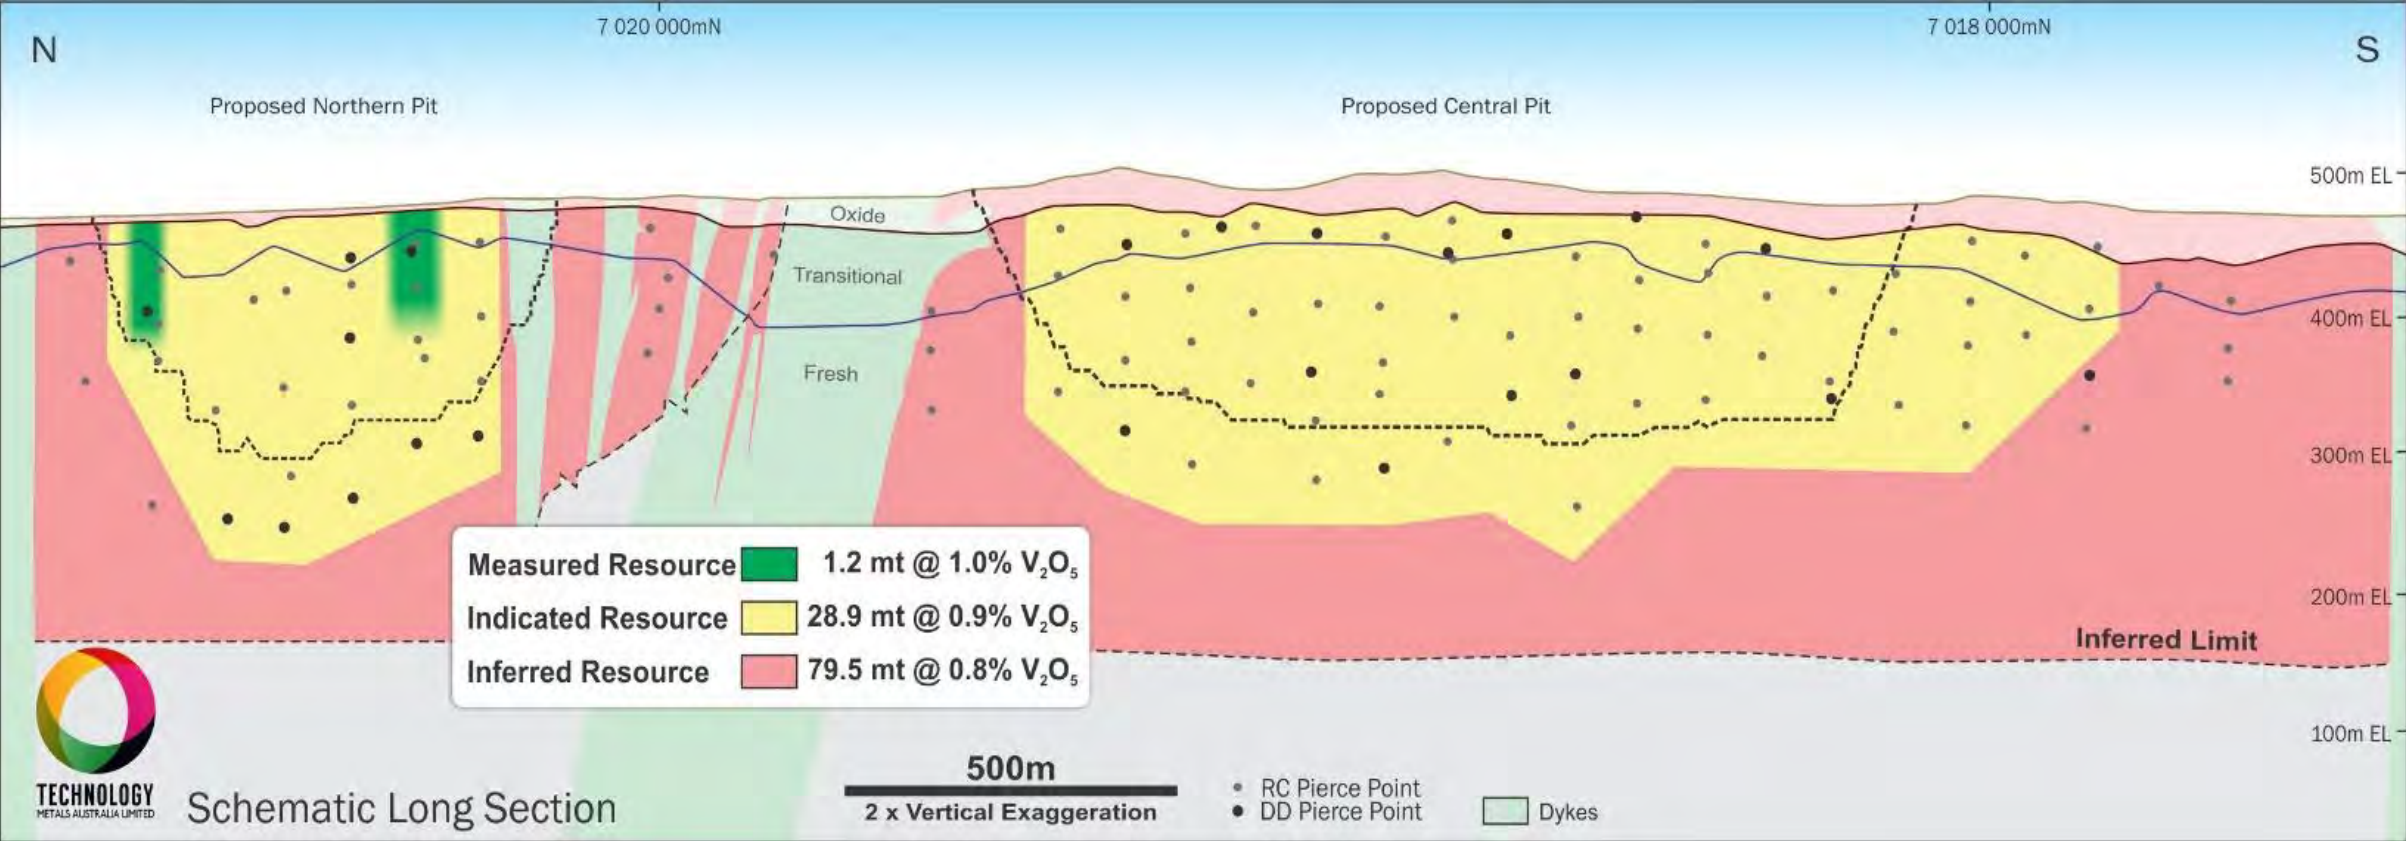 7 020 000mN
7 018 000mN
N
S
Proposed Northern Pit
Proposed Central Pit
500m EL
Oxide
Transitional
400m EL
Fresh
300m EL
Measured Resource 1.2 mt @ 1.0% V₂O₅
Indicated Resource 28.9 mt @ 0.9% V₂O₅
Inferred Resource 79.5 mt @ 0.8% V₂O₅
200m EL
Inferred Limit
100m EL
TECHNOLOGY
METALS AUSTRALIA LIMITED
Schematic Long Section
500m
2 x Vertical Exaggeration
RC Pierce Point
DD Pierce Point
Dykes